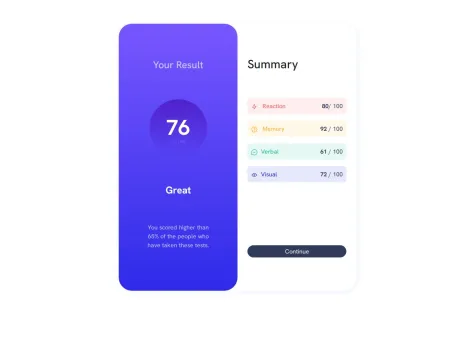 Your Result
76
Great
You scored higher than
65% of the people who
have taken these tests.
Summary
Reaction 80/ 100
Memory 92 / 100
Verbal 61 / 100
Visual 72 / 100
Continue